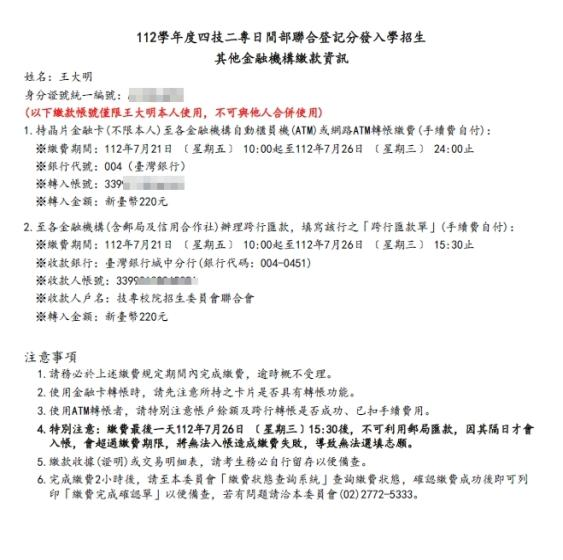 112學年度四技二專日間部聯合登記分發入學招生
其他金融機構繳款資訊
姓名：王大明
身分證號統一編號：
(以下繳款帳號僅限王大明本人使用，不可與他人合併使用)
1.持晶片金融卡(不限本人)至各金融機構自動櫃員機(ATM)或網路ATM轉帳繳費(手續費自付)：
※繳費期間：112年7月21日〔星期五〕10:00起至112年7月26日〔星期三〕24:00止
※銀行代號：004（臺灣銀行）
※轉入帳號：339
※轉入金額：新臺幣220元
2.至各金融機構(含郵局及信用合作社)辦理跨行匯款，填寫該行之「跨行匯款單」(手續費自付)：
※繳費期間：112年7月21日〔星期五〕10:00起至112年7月26日〔星期三〕15:30止
※收款銀行：臺灣銀行城中分行(銀行代碼：004-0451)
※收款人帳號：3399
※收款人戶名：技專校院招生委員會聯合會
※轉入金額：新臺幣220元
注意事項
1.請務必於上述繳費規定期間內完成繳費，逾時概不受理。
2.使用金融卡轉帳時，請先注意所持之卡片是否具有轉帳功能。
3.使用ATM轉帳者，請特別注意帳戶餘額及跨行轉帳是否成功、已扣手續費用。
4.特別注意：繳費最後一天112年7月26日〔星期三〕15:30後，不可利用郵局匯款，因其隔日才會
入帳，會超過繳費期限，將無法入帳造成繳費失敗，導致無法選填志願。
5.繳款收據(證明)或交易明細表，請考生務必自行留存以便備查。
6.完成繳費2小時後，請至本委員會「繳費狀態查詢系統」查詢繳費狀態，確認繳費成功後即可列
印「繳費完成確認單」以便備查，若有問題請洽本委員會(02)2772-5333。